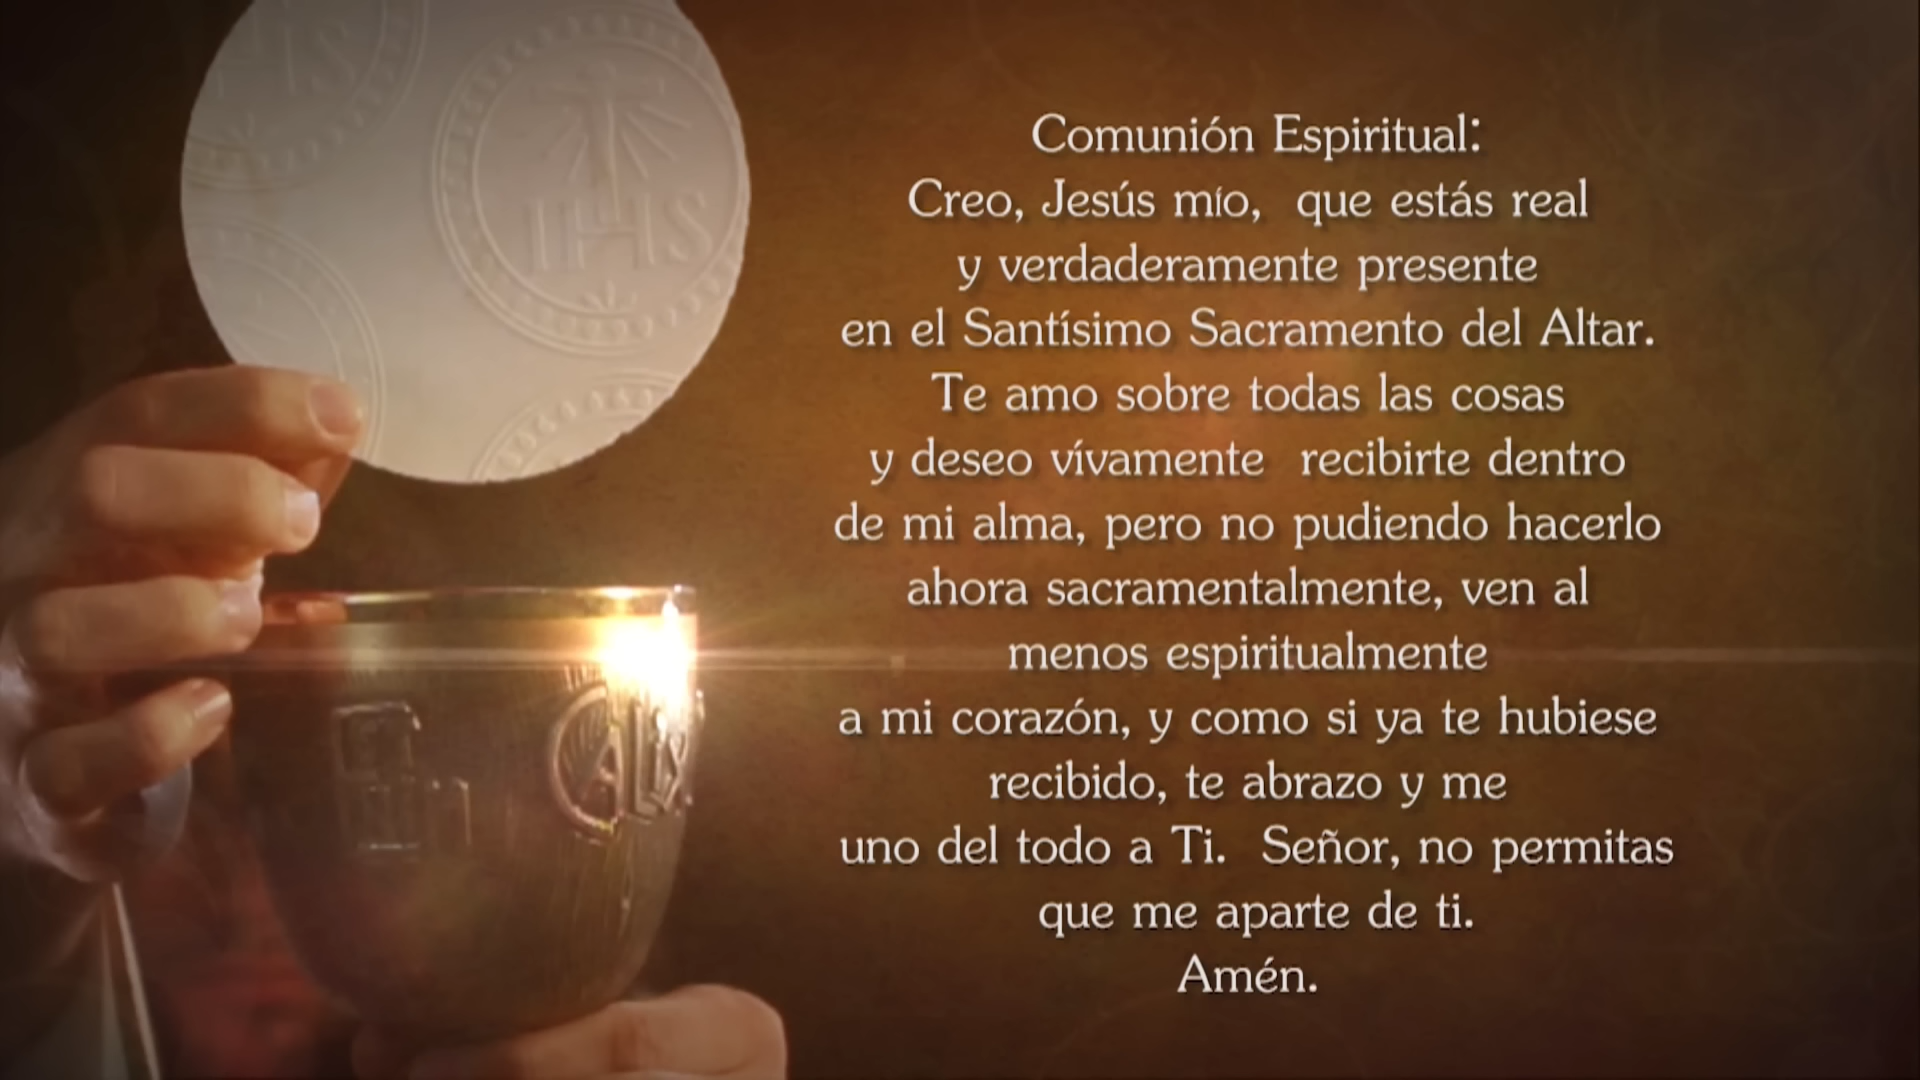 IHS
CALIX
Comunión Espiritual:
Creo, Jesús mío, que estás real
y verdaderamente presente
en el Santísimo Sacramento del Altar.
Te amo sobre todas las cosas
y deseo vívamente recibirte dentro
de mi alma, pero no pudiendo hacerlo
ahora sacramentalmente, ven al
menos espiritualmente
a mi corazón, y como si ya te hubiese
recibido, te abrazo y me
uno del todo a Ti. Señor, no permitas
que me aparte de ti.
Amén.